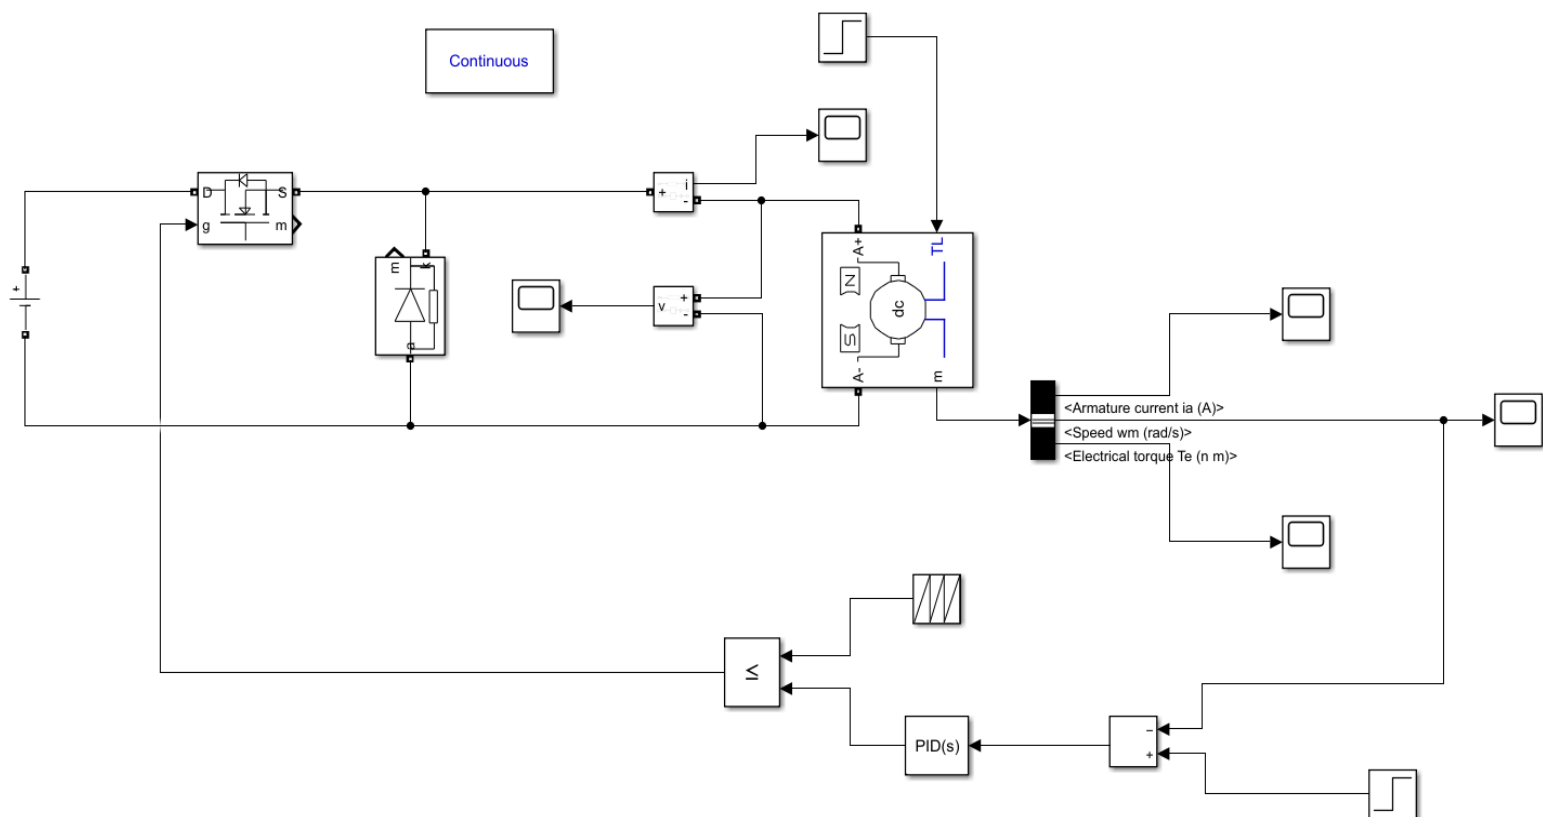 Continuous
D
S
g
m
+
i
+
-
m
k
a
v
+
-
A+
TL
N
dc
S
A-
m
<Armature current ia (A)>
<Speed wm (rad/s)>
<Electrical torque Te (n m)>
≤
PID(s)
−
+